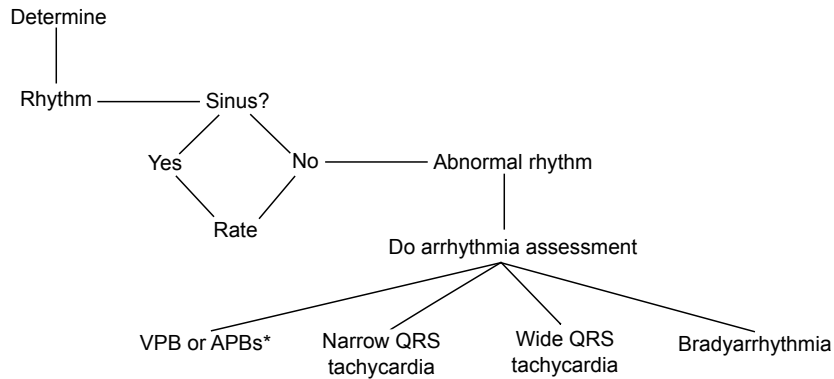 Determine
Rhythm
Sinus?
Yes
No
Abnormal rhythm
Rate
Do arrhythmia assessment
VPB or APBs*
Narrow QRS
tachycardia
Wide QRS
tachycardia
Bradyarrhythmia